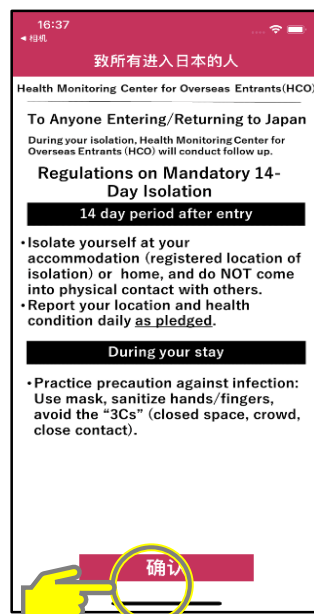 16:37
◀ 相机
致所有进入日本的人
Health Monitoring Center for Overseas Entrants(HCO)
To Anyone Entering/Returning to Japan
During your isolation, Health Monitoring Center for
Overseas Entrants (HCO) will conduct follow up.
Regulations on Mandatory 14-
Day Isolation
14 day period after entry
•Isolate yourself at your
accommodation (registered location of
isolation) or home, and do NOT come
into physical contact with others.
•Report your location and health
condition daily as pledged.
During your stay
•Practice precaution against infection:
Use mask, sanitize hands/fingers,
avoid the “3Cs” (closed space, crowd,
close contact).
确认